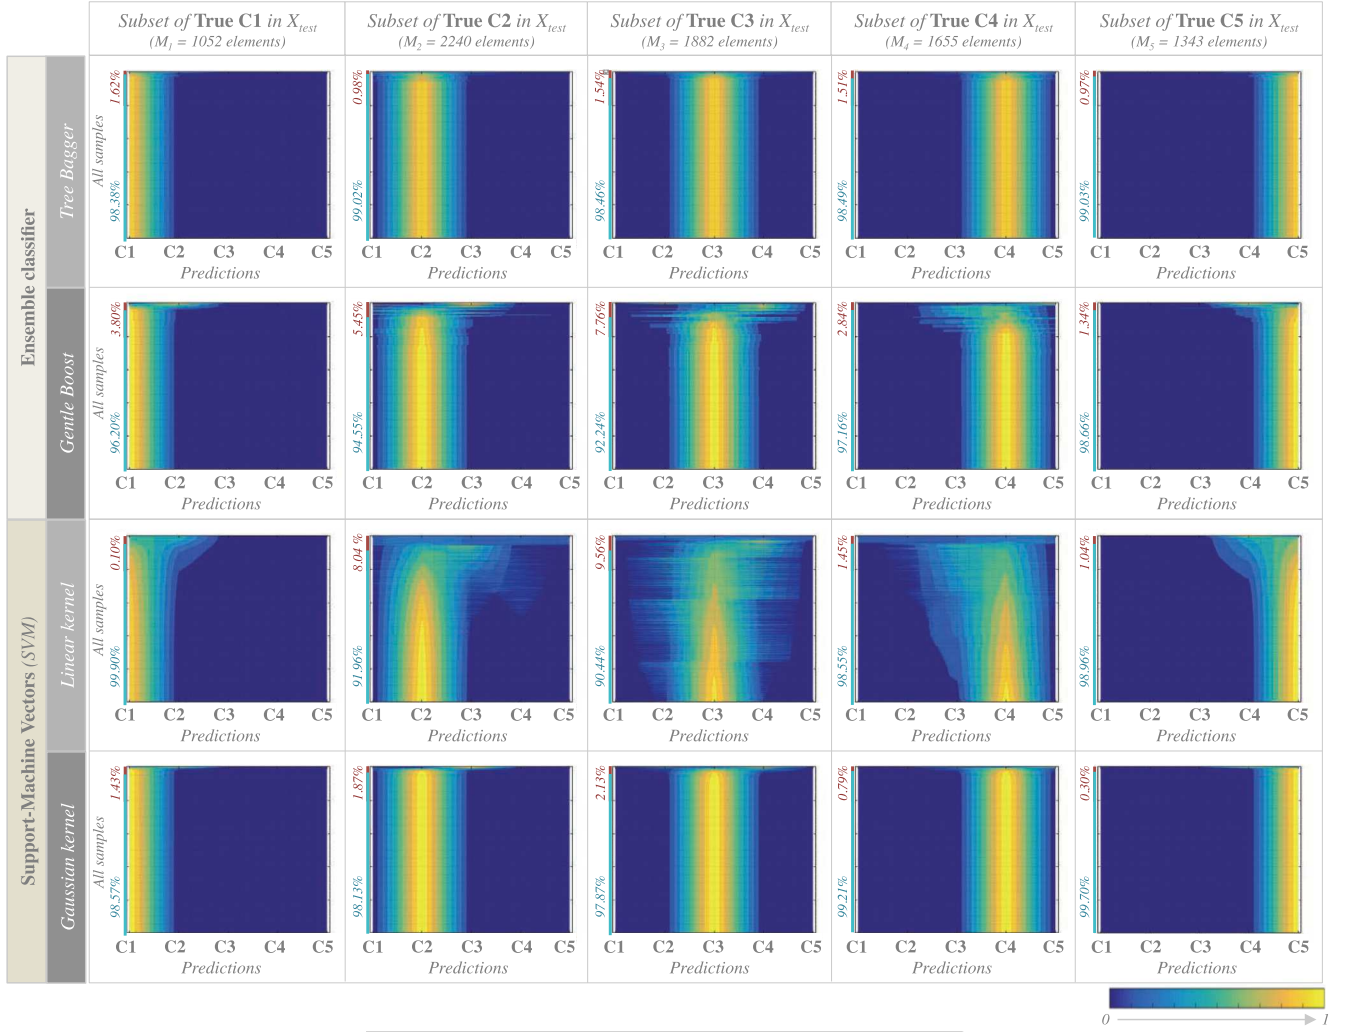 Subset of True C1 in Xtest
(M1 = 1052 elements)
Subset of True C2 in Xtest
(M2 = 2240 elements)
Subset of True C3 in Xtest
(M3 = 1882 elements)
Subset of True C4 in Xtest
(M4 = 1655 elements)
Subset of True C5 in Xtest
(M5 = 1343 elements)
Ensemble classifier
Tree Bagger
All samples
1.62%
98.38%
C1 C2 C3 C4 C5
Predictions
0.98%
99.02%
C1 C2 C3 C4 C5
Predictions
1.54%
98.46%
C1 C2 C3 C4 C5
Predictions
1.51%
98.49%
C1 C2 C3 C4 C5
Predictions
0.97%
99.03%
C1 C2 C3 C4 C5
Predictions
Gentle Boost
All samples
3.80%
96.20%
C1 C2 C3 C4 C5
Predictions
5.45%
94.55%
C1 C2 C3 C4 C5
Predictions
7.76%
92.24%
C1 C2 C3 C4 C5
Predictions
2.84%
97.16%
C1 C2 C3 C4 C5
Predictions
1.34%
98.66%
C1 C2 C3 C4 C5
Predictions
Support-Machine Vectors (SVM)
Linear kernel
All samples
0.10%
99.90%
C1 C2 C3 C4 C5
Predictions
8.04 %
91.96%
C1 C2 C3 C4 C5
Predictions
9.56%
90.44%
C1 C2 C3 C4 C5
Predictions
1.45%
98.55%
C1 C2 C3 C4 C5
Predictions
1.04%
98.96%
C1 C2 C3 C4 C5
Predictions
Gaussian kernel
All samples
1.43%
98.57%
C1 C2 C3 C4 C5
Predictions
1.87%
98.13%
C1 C2 C3 C4 C5
Predictions
2.13%
97.87%
C1 C2 C3 C4 C5
Predictions
0.79%
99.21%
C1 C2 C3 C4 C5
Predictions
0.30%
99.70%
C1 C2 C3 C4 C5
Predictions
0 1